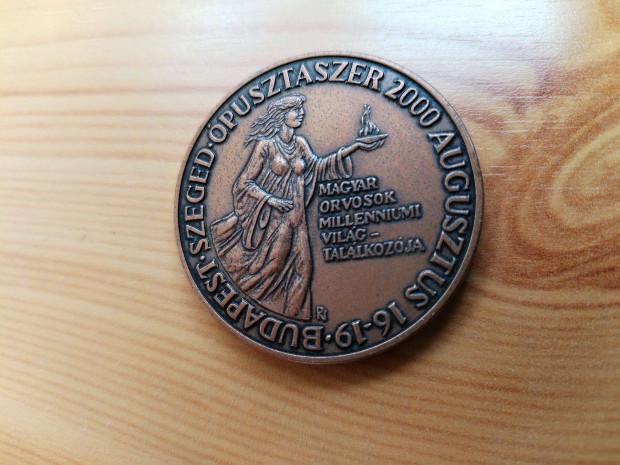 BUDAPEST·SZEGED·ÓPUSZTASZER 2000 AUGUSZTUS 16-19·
MAGYAR
ORVOSOK
MILLENNIUMI
VILÁG-
TALÁLKOZÓJA